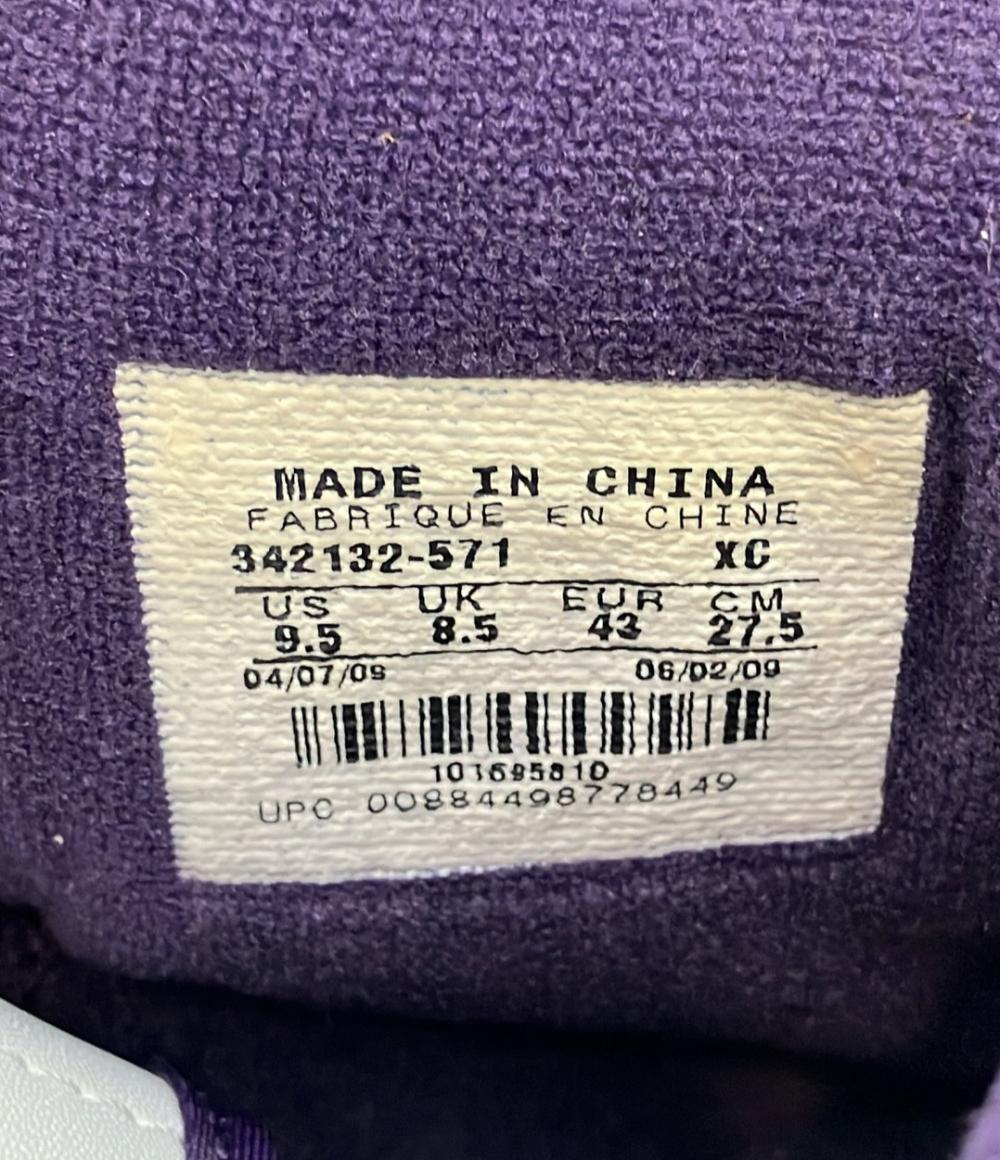 MADE IN CHINA
FABRIQUE EN CHINE
342132-571 XC
US UK EUR CM
9.5 8.5 43 27.5
04/07/09 06/02/09
101695810
UPC 00884498778449